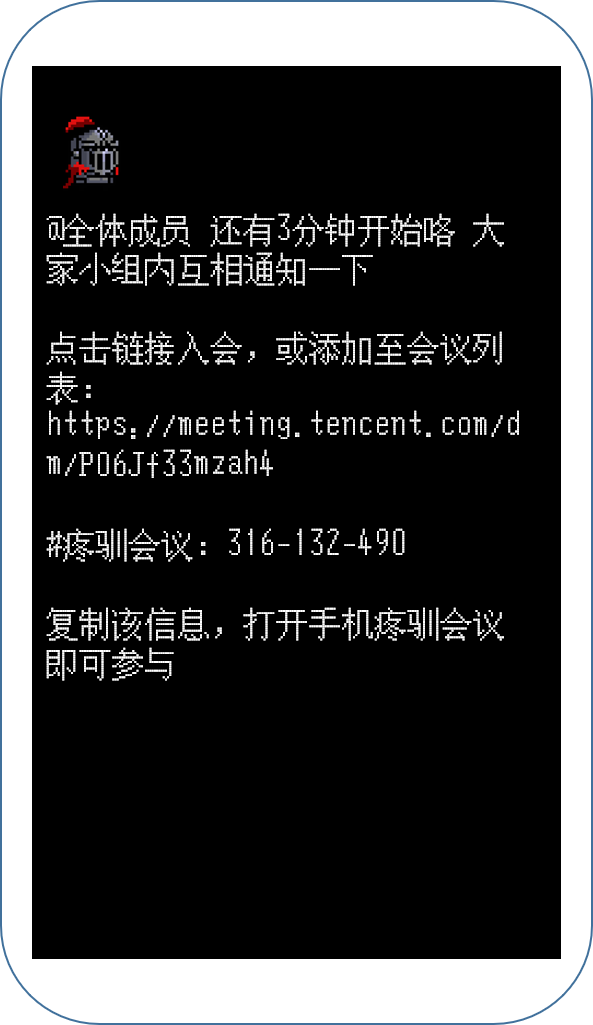 @全体成员 还有3分钟开始咯 大
家小组内互相通知一下
点击链接入会，或添加至会议列
表：
https://meeting.tencent.com/d
m/PO6Jf33mzah4
#疼驯会议：316-132-490
复制该信息，打开手机疼驯会议
即可参与